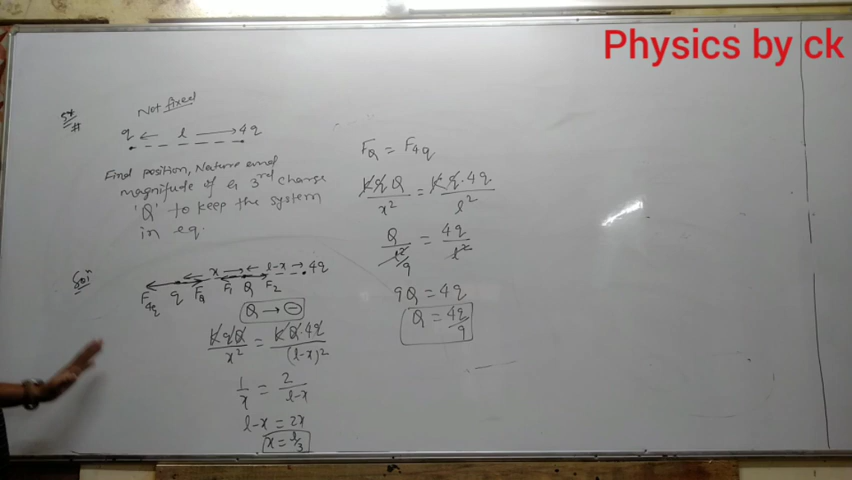 Physics by ck
Not fixed
q ← l → 4q
Find position, Nature and
magnitude of a 3rd charge
'Q' to keep the system
in eq.
Soln
x → ← l-x → 4q
F4q q FQ F1 Q F2
Q → ⊖
KqQ/x² = KQ·4q/(l-x)²
1/x = 2/(l-x)
l-x = 2x
x = l/3
FQ = F4q
KqQ/x² = Kq·4q/l²
Q/(l²/9) = 4q/l²
9Q = 4q
Q = 4q/9